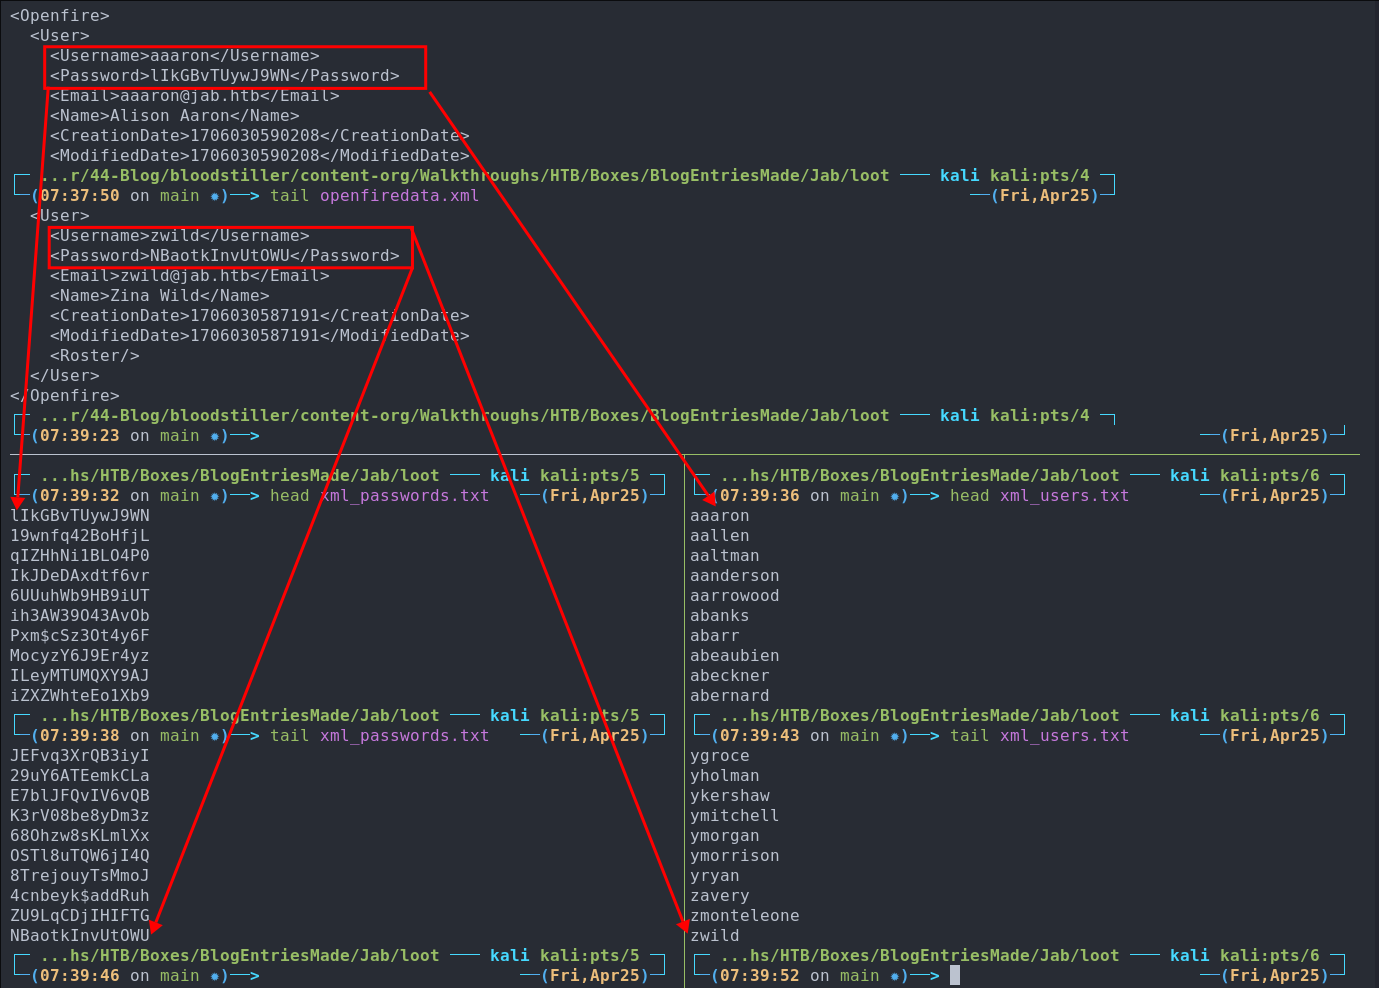 <Openfire>
<User>
<Username>aaaron</Username>
<Password>lIkGBvTUywJ9WN</Password>
<Email>aaaron@jab.htb</Email>
<Name>Alison Aaron</Name>
<CreationDate>1706030590208</CreationDate>
<ModifiedDate>1706030590208</ModifiedDate>
...r/44-Blog/bloodstiller/content-org/Walkthroughs/HTB/Boxes/BlogEntriesMade/Jab/loot kali kali:pts/4
(07:37:50 on main ✹)──> tail openfiredata.xml ──(Fri,Apr25)
<User>
<Username>zwild</Username>
<Password>NBaotkInvUtOWU</Password>
<Email>zwild@jab.htb</Email>
<Name>Zina Wild</Name>
<CreationDate>1706030587191</CreationDate>
<ModifiedDate>1706030587191</ModifiedDate>
<Roster/>
</User>
</Openfire>
...r/44-Blog/bloodstiller/content-org/Walkthroughs/HTB/Boxes/BlogEntriesMade/Jab/loot kali kali:pts/4
(07:39:23 on main ✹)──> ──(Fri,Apr25)
...hs/HTB/Boxes/BlogEntriesMade/Jab/loot kali kali:pts/5
(07:39:32 on main ✹)──> head xml_passwords.txt ──(Fri,Apr25)
lIkGBvTUywJ9WN
19wnfq42BoHfjL
qIZHhNi1BLO4P0
IkJDeDAxdtf6vr
6UUuhWb9HB9iUT
ih3AW39O43AvOb
Pxm$cSz3Ot4y6F
MocyzY6J9Er4yz
ILeyMTUMQXY9AJ
iZXZWhteEo1Xb9
...hs/HTB/Boxes/BlogEntriesMade/Jab/loot kali kali:pts/5
(07:39:38 on main ✹)──> tail xml_passwords.txt ──(Fri,Apr25)
JEFvq3XrQB3iyI
29uY6ATEemkCLa
E7blJFQvIV6vQB
K3rV08be8yDm3z
68Ohzw8sKLmlXx
OSTl8uTQW6jI4Q
8TrejouyTsMmoJ
4cnbeyk$addRuh
ZU9LqCDjIHIFTG
NBaotkInvUtOWU
...hs/HTB/Boxes/BlogEntriesMade/Jab/loot kali kali:pts/5
(07:39:46 on main ✹)──> ──(Fri,Apr25)
...hs/HTB/Boxes/BlogEntriesMade/Jab/loot kali kali:pts/6
(07:39:36 on main ✹)──> head xml_users.txt ──(Fri,Apr25)
aaaron
aallen
aaltman
aanderson
aarrowood
abanks
abarr
abeaubien
abeckner
abernard
...hs/HTB/Boxes/BlogEntriesMade/Jab/loot kali kali:pts/6
(07:39:43 on main ✹)──> tail xml_users.txt ──(Fri,Apr25)
ygroce
yholman
ykershaw
ymitchell
ymorgan
ymorrison
yryan
zavery
zmonteleone
zwild
...hs/HTB/Boxes/BlogEntriesMade/Jab/loot kali kali:pts/6
(07:39:52 on main ✹)──> ──(Fri,Apr25)